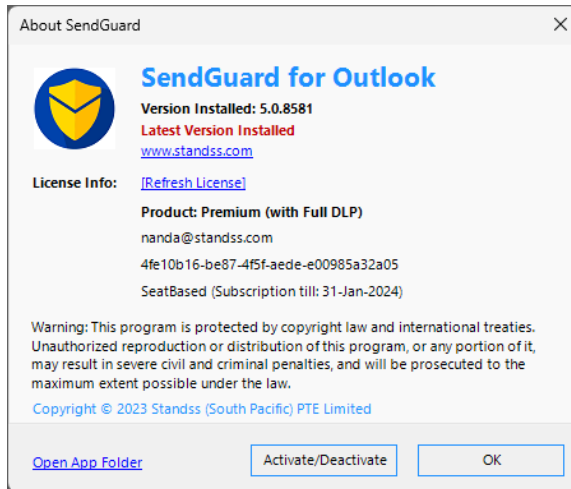 About SendGuard
SendGuard for Outlook
Version Installed: 5.0.8581
Latest Version Installed
www.standss.com
License Info: [Refresh License]
Product: Premium (with Full DLP)
nanda@standss.com
4fe10b16-be87-4f5f-aede-e00985a32a05
SeatBased (Subscription till: 31-Jan-2024)
Warning: This program is protected by copyright law and international treaties.
Unauthorized reproduction or distribution of this program, or any portion of it,
may result in severe civil and criminal penalties, and will be prosecuted to the
maximum extent possible under the law.
Copyright © 2023 Standss (South Pacific) PTE Limited
Open App Folder Activate/Deactivate OK